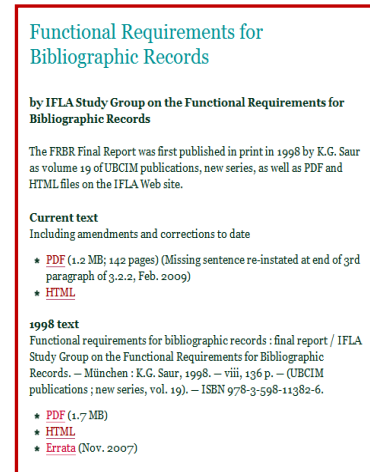 Functional Requirements for
Bibliographic Records
by IFLA Study Group on the Functional Requirements for
Bibliographic Records
The FRBR Final Report was first published in print in 1998 by K.G. Saur
as volume 19 of UBCIM publications, new series, as well as PDF and
HTML files on the IFLA Web site.
Current text
Including amendments and corrections to date
★ PDF (1.2 MB; 142 pages) (Missing sentence re-instated at end of 3rd
paragraph of 3.2.2, Feb. 2009)
★ HTML
1998 text
Functional requirements for bibliographic records : final report / IFLA
Study Group on the Functional Requirements for Bibliographic
Records. — München : K.G. Saur, 1998. — viii, 136 p. — (UBCIM
publications ; new series, vol. 19). — ISBN 978-3-598-11382-6.
★ PDF (1.7 MB)
★ HTML
★ Errata (Nov. 2007)